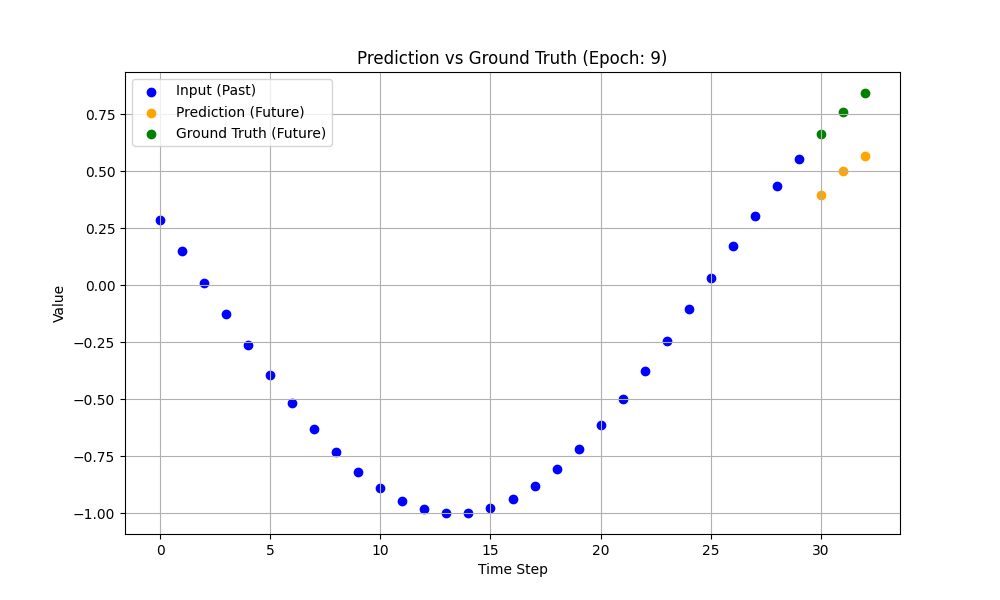 Prediction vs Ground Truth (Epoch: 9)
Input (Past)
Prediction (Future)
Ground Truth (Future)
Value
0.75
0.50
0.25
0.00
−0.25
−0.50
−0.75
−1.00
0 5 10 15 20 25 30
Time Step